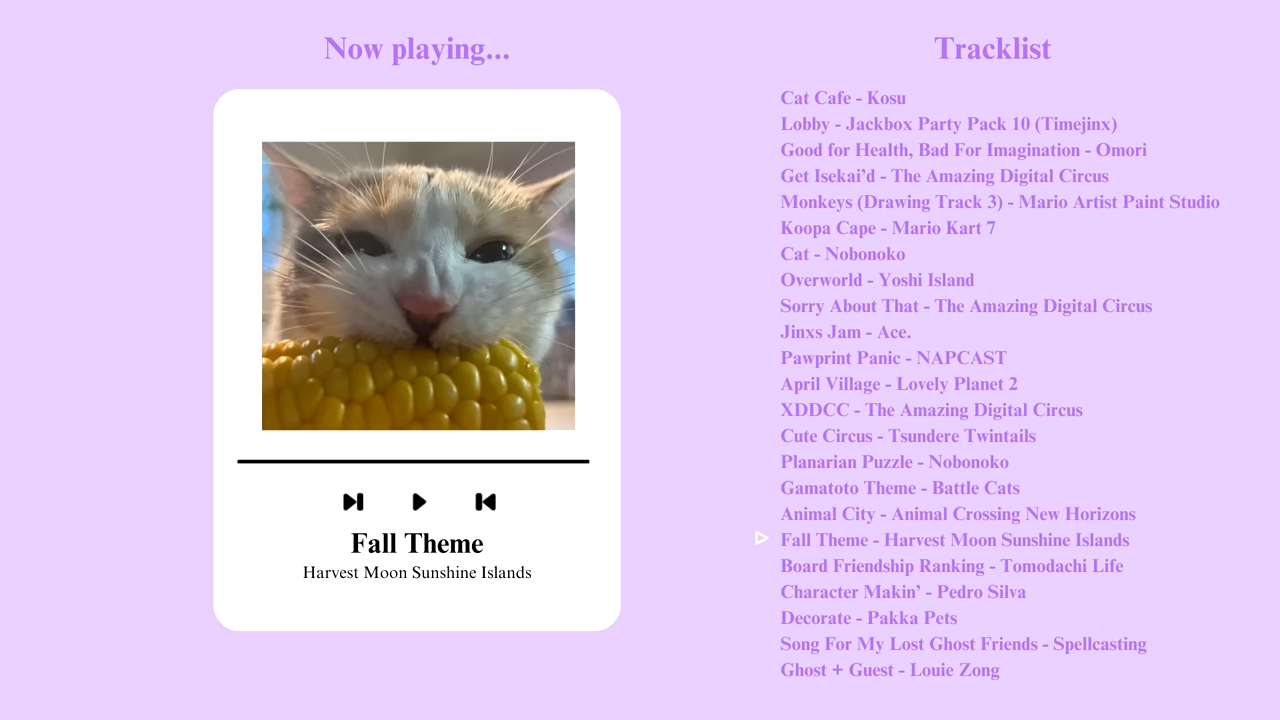 Now playing...
Fall Theme
Harvest Moon Sunshine Islands
Tracklist
Cat Cafe - Kosu
Lobby - Jackbox Party Pack 10 (Timejinx)
Good for Health, Bad For Imagination - Omori
Get Isekai’d - The Amazing Digital Circus
Monkeys (Drawing Track 3) - Mario Artist Paint Studio
Koopa Cape - Mario Kart 7
Cat - Nobonoko
Overworld - Yoshi Island
Sorry About That - The Amazing Digital Circus
Jinxs Jam - Ace.
Pawprint Panic - NAPCAST
April Village - Lovely Planet 2
XDDCC - The Amazing Digital Circus
Cute Circus - Tsundere Twintails
Planarian Puzzle - Nobonoko
Gamatoto Theme - Battle Cats
Animal City - Animal Crossing New Horizons
Fall Theme - Harvest Moon Sunshine Islands
Board Friendship Ranking - Tomodachi Life
Character Makin’ - Pedro Silva
Decorate - Pakka Pets
Song For My Lost Ghost Friends - Spellcasting
Ghost + Guest - Louie Zong